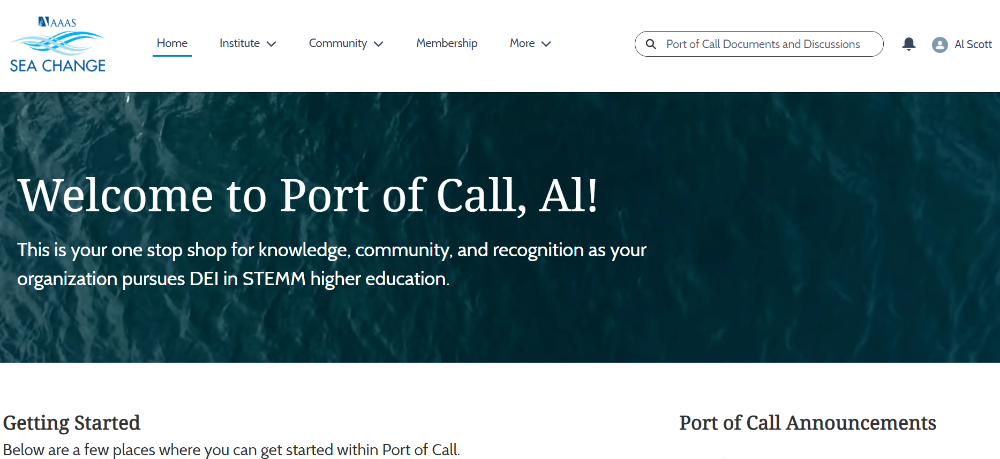 AAAS
SEA CHANGE
Home
Institute
Community
Membership
More
Port of Call Documents and Discussions
Al Scott
Welcome to Port of Call, Al!
This is your one stop shop for knowledge, community, and recognition as your
organization pursues DEI in STEMM higher education.
Getting Started
Below are a few places where you can get started within Port of Call.
Port of Call Announcements